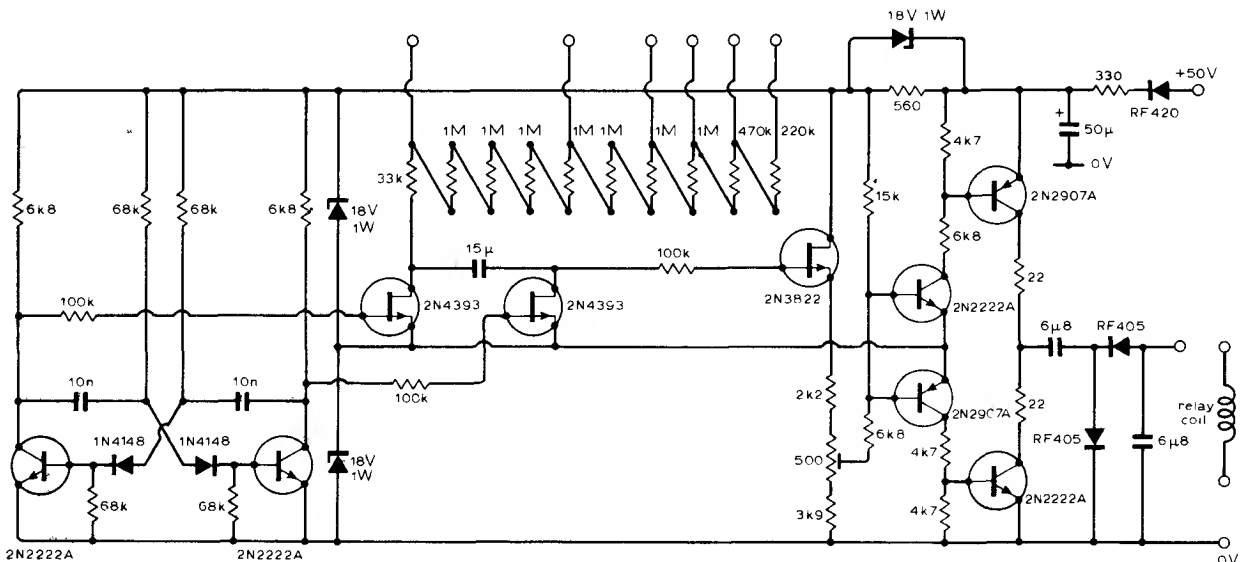 18V 1W
+50V
330
RF420
560
50µ
+
0V
1M 1M 1M 1M 1M 1M 1M 470k 220k
4k7
33k
15k
2N2907A
6k8 68k 68k 6k8
18V
1W
6k8
15µ
100k
22
100k
2N4393
2N4393
2N3822
2N2222A
6µ8
RF405
10n
10n
100k
2k2
2N2907A
22
relay
coil
1N4148
1N4148
18V
1W
500
6k8
4k7
RF405
6µ8
68k
68k
3k9
4k7
2N2222A
2N2222A
2N2222A
0V